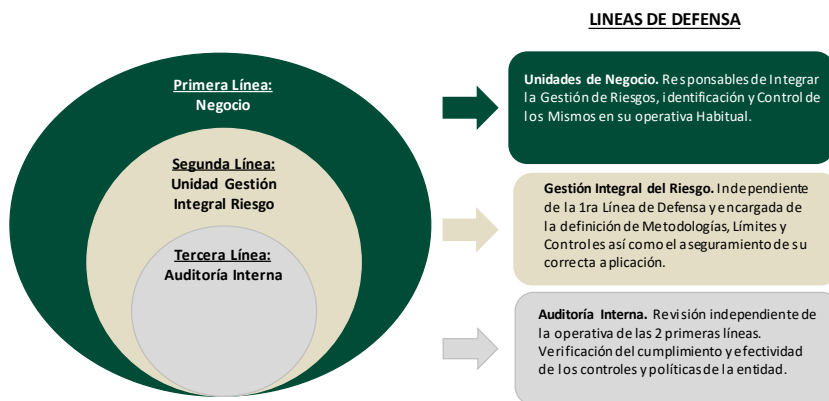 LINEAS DE DEFENSA
Primera Línea:
Negocio
Segunda Línea:
Unidad Gestión
Integral Riesgo
Tercera Línea:
Auditoría Interna
Unidades de Negocio. Responsables de Integrar
la Gestión de Riesgos, identificación y Control de
los Mismos en su operativa Habitual.
Gestión Integral del Riesgo. Independiente
de la 1ra Línea de Defensa y encargada de
la definición de Metodologías, Límites y
Controles así como el aseguramiento de su
correcta aplicación.
Auditoría Interna. Revisión independiente de
la operativa de las 2 primeras líneas.
Verificación del cumplimiento y efectividad
de los controles y políticas de la entidad.